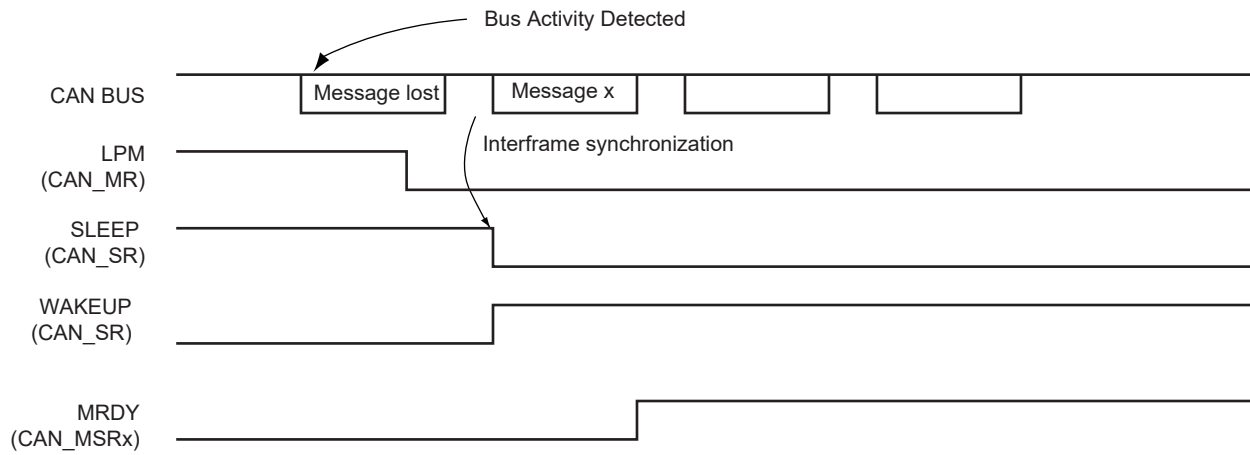 Bus Activity Detected
CAN BUS
Message lost
Message x
Interframe synchronization
LPM
(CAN_MR)
SLEEP
(CAN_SR)
WAKEUP
(CAN_SR)
MRDY
(CAN_MSRx)